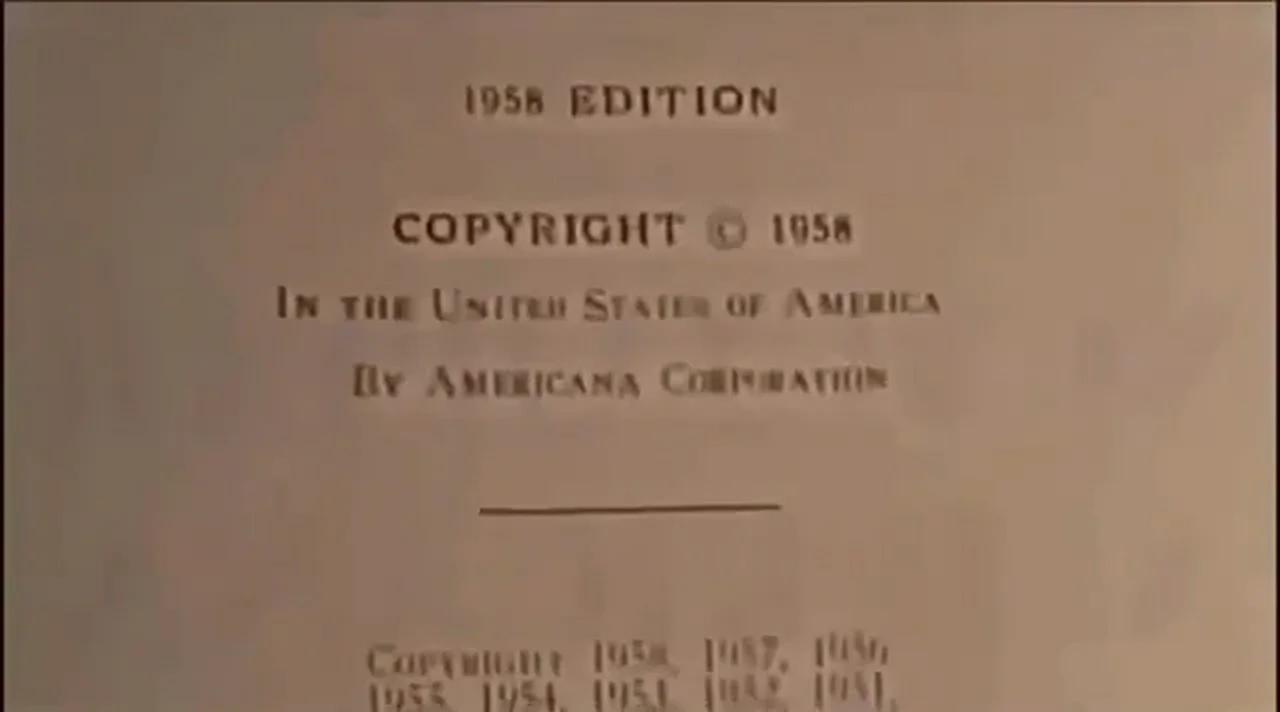 1958 EDITION
COPYRIGHT © 1958
IN THE UNITED STATES OF AMERICA
BY AMERICANA CORPORATION
COPYRIGHT 1958, 1957, 1956
1955, 1954, 1953, 1952, 1951,